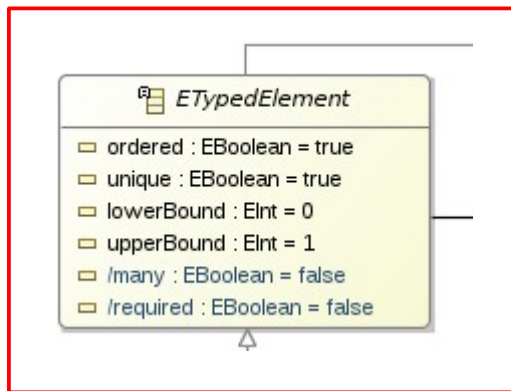 ETypedElement
ordered : EBoolean = true
unique : EBoolean = true
lowerBound : EInt = 0
upperBound : EInt = 1
/many : EBoolean = false
/required : EBoolean = false